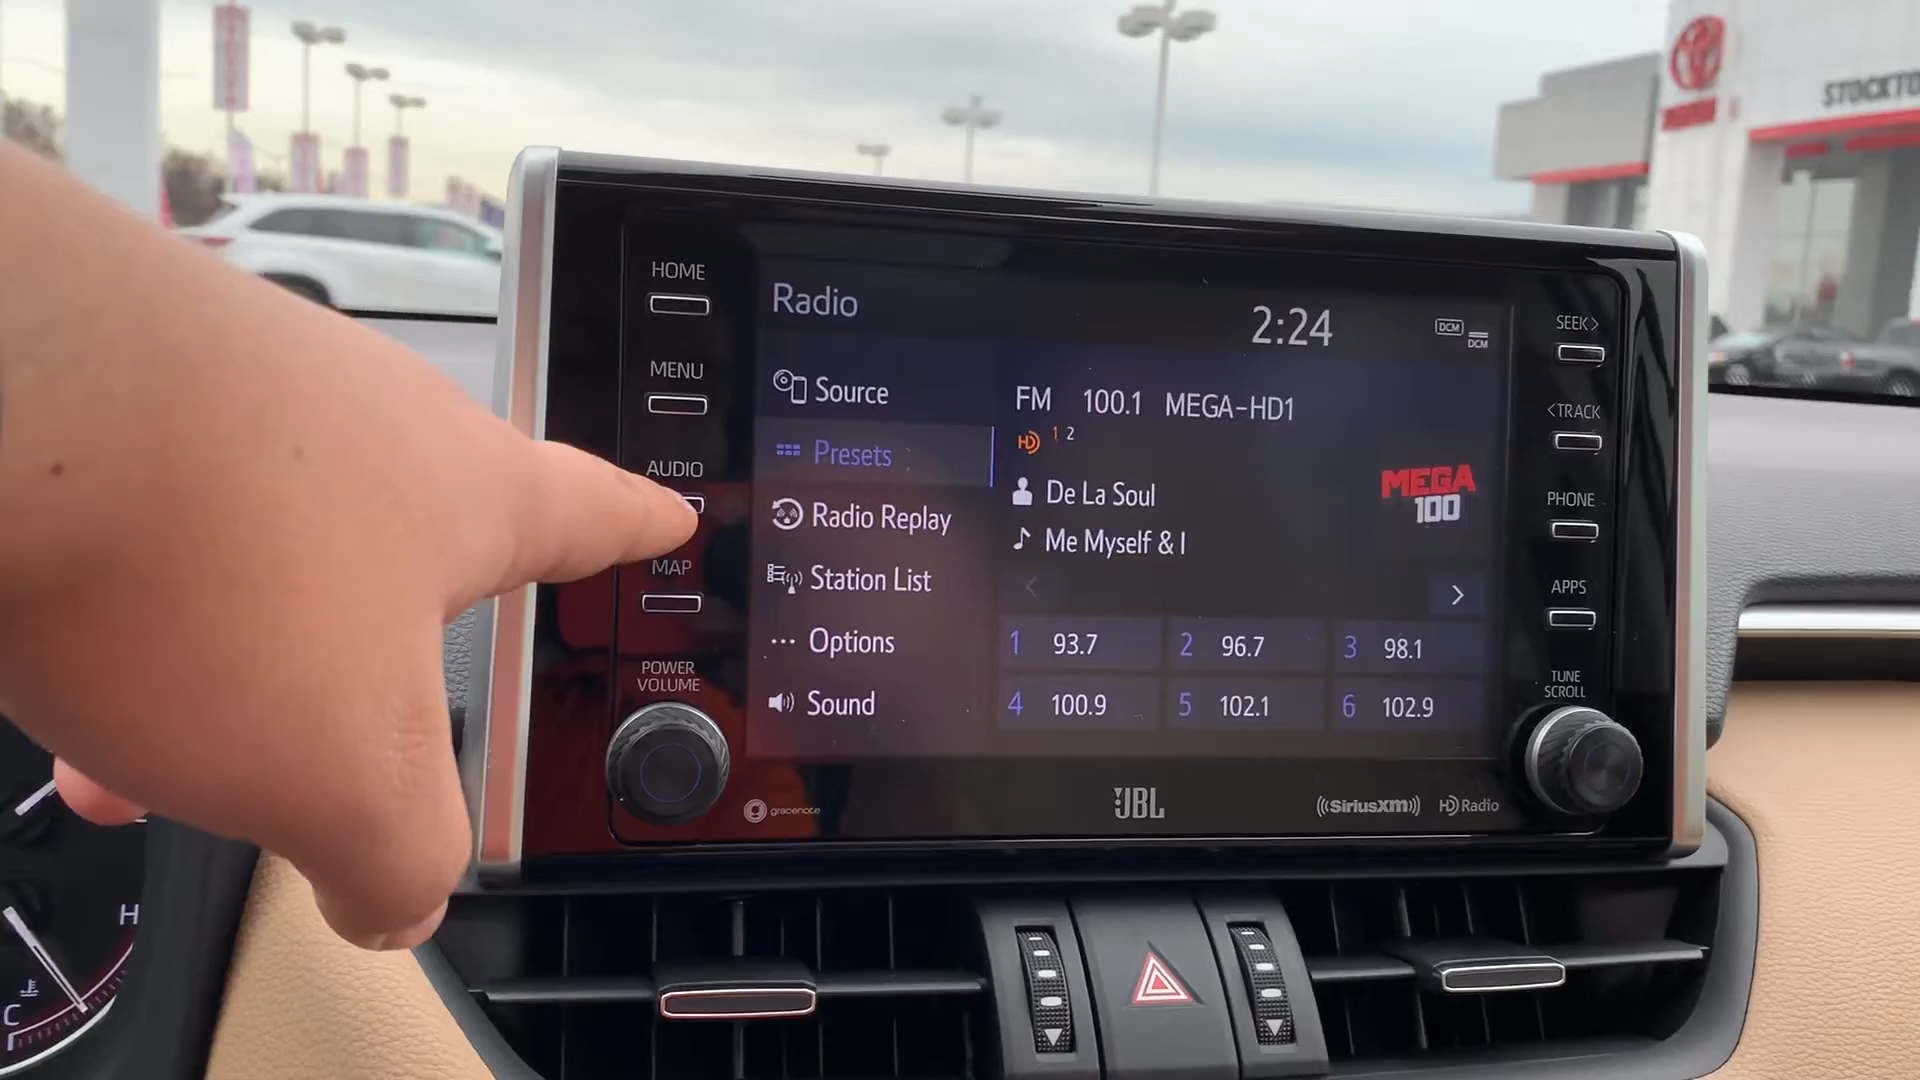 STOCKTO
HOME
MENU
AUDIO
MAP
POWER
VOLUME
Radio
2:24
DCM
DCM
Source
Presets
Radio Replay
Station List
Options
Sound
FM 100.1 MEGA-HD1
HD 1 2
De La Soul
Me Myself & I
MEGA
100
1 93.7 2 96.7 3 98.1
4 100.9 5 102.1 6 102.9
SEEK>
<TRACK
PHONE
APPS
TUNE
SCROLL
gracenote
JBL
((SiriusXM))
HD Radio
H
C